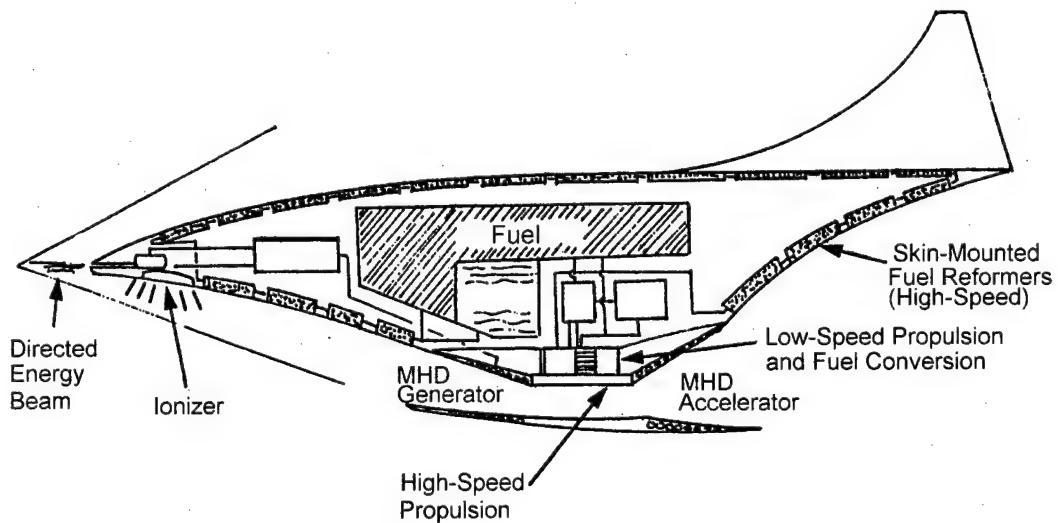 Fuel
Skin-Mounted
Fuel Reformers
(High-Speed)
Low-Speed Propulsion
and Fuel Conversion
Directed
Energy
Beam
Ionizer
MHD
Generator
MHD
Accelerator
High-Speed
Propulsion